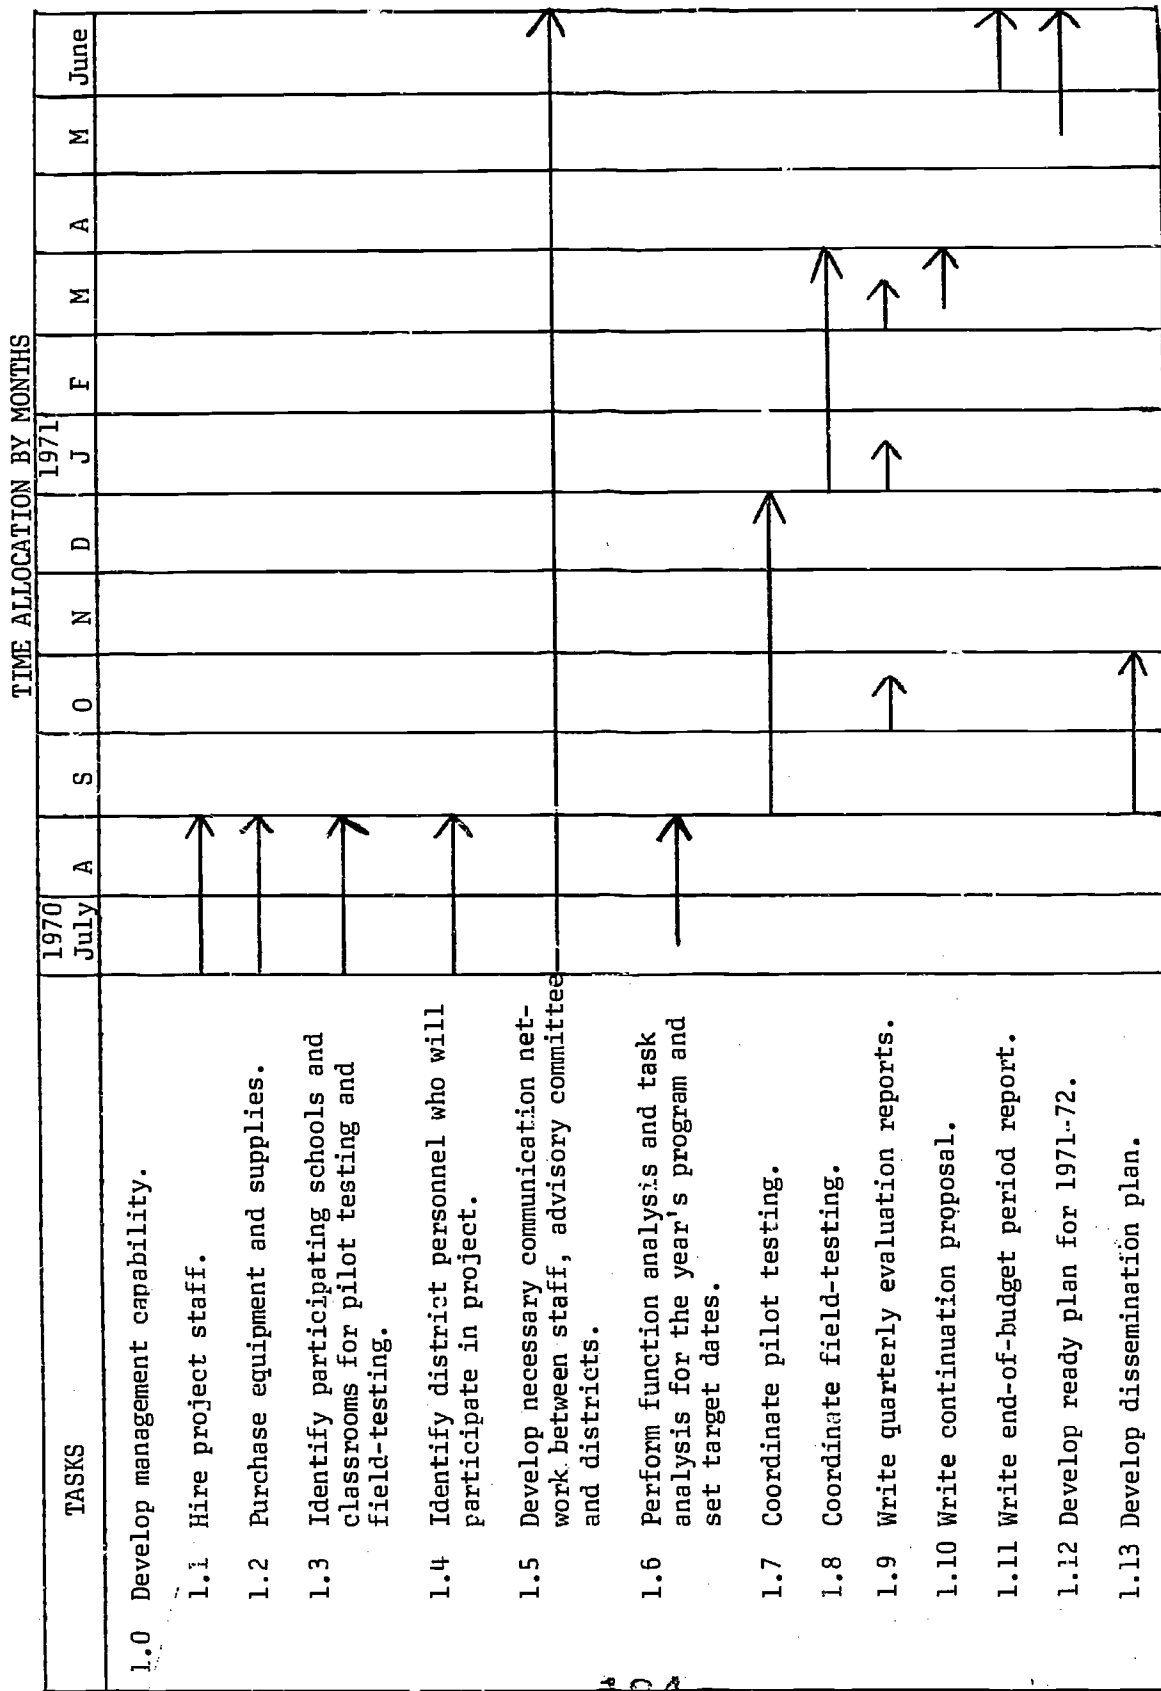 TIME ALLOCATION BY MONTHS
TASKS
1970
July A S O N D
1971
J F M A M June
1.0 Develop management capability.
1.1 Hire project staff.
1.2 Purchase equipment and supplies.
1.3 Identify participating schools and
classrooms for pilot testing and
field-testing.
1.4 Identify district personnel who will
participate in project.
1.5 Develop necessary communication net-
work between staff, advisory committee
and districts.
1.6 Perform function analysis and task
analysis for the year's program and
set target dates.
1.7 Coordinate pilot testing.
1.8 Coordinate field-testing.
1.9 Write quarterly evaluation reports.
1.10 Write continuation proposal.
1.11 Write end-of-budget period report.
1.12 Develop ready plan for 1971-72.
1.13 Develop dissemination plan.